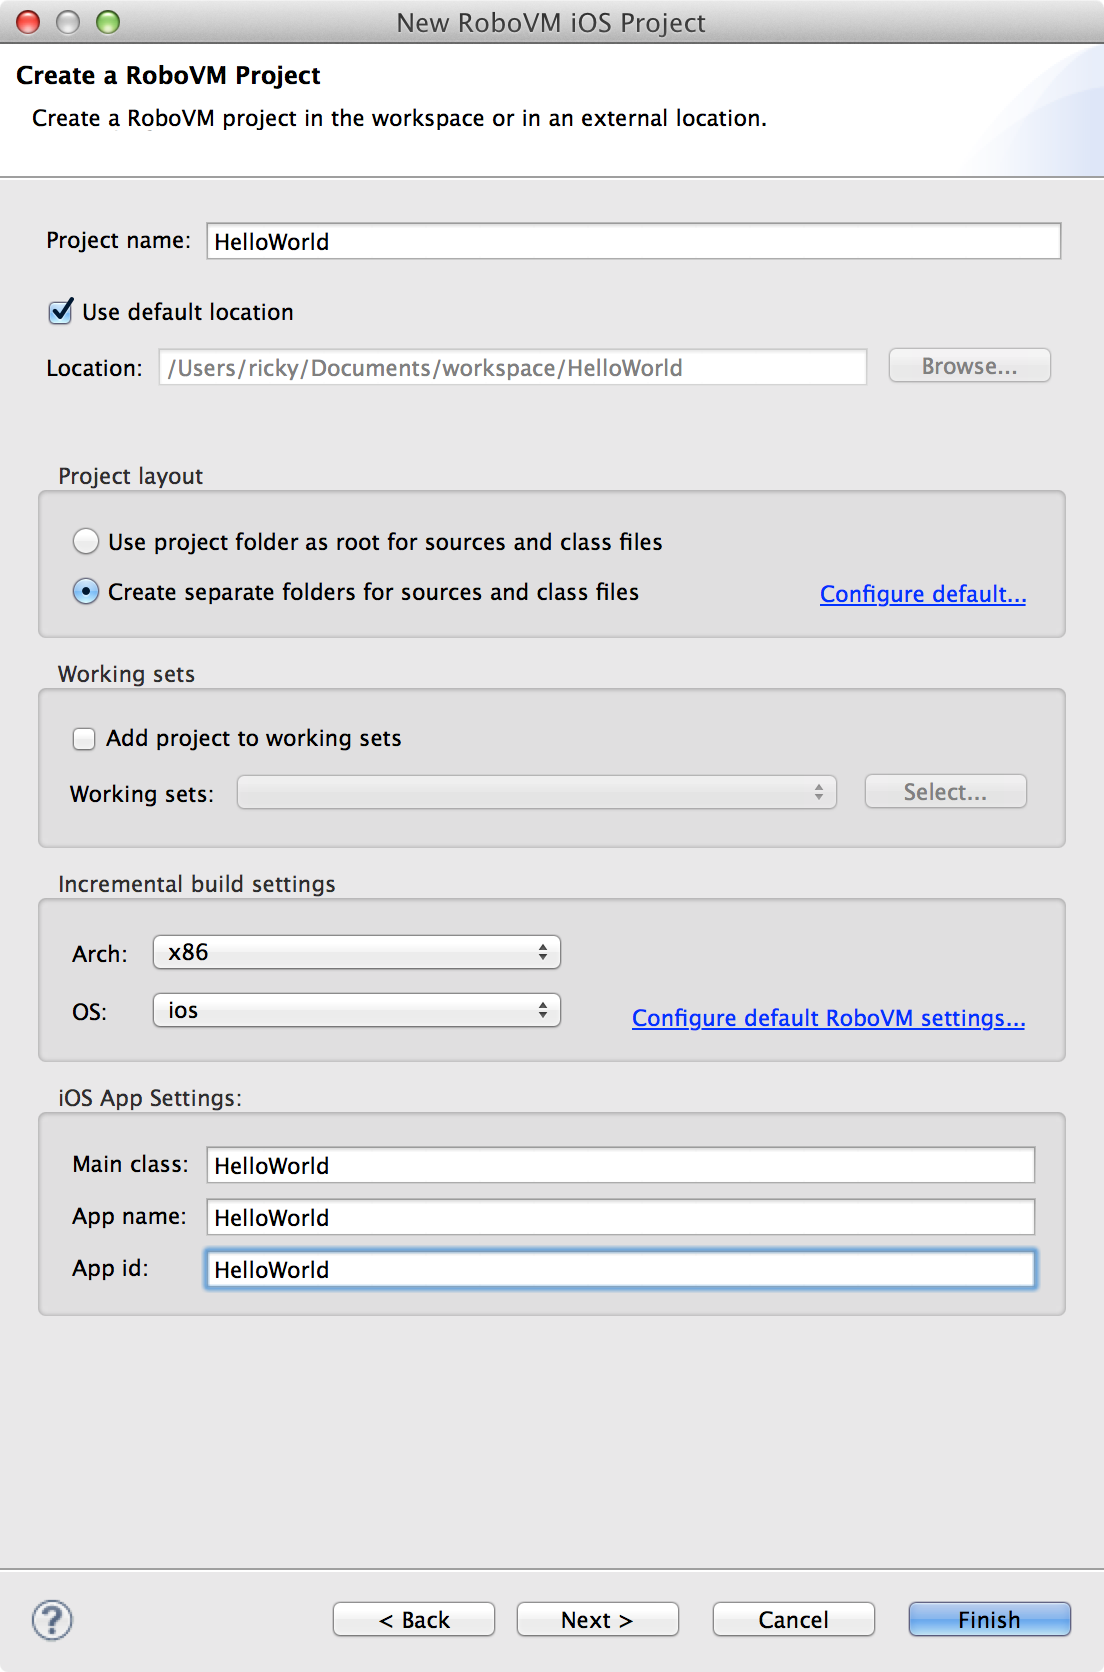 New RoboVM iOS Project
Create a RoboVM Project
Create a RoboVM project in the workspace or in an external location.
Project name: HelloWorld
Use default location
Location: /Users/ricky/Documents/workspace/HelloWorld Browse...
Project layout
Use project folder as root for sources and class files
Create separate folders for sources and class files Configure default...
Working sets
Add project to working sets
Working sets: Select...
Incremental build settings
Arch: x86
OS: ios Configure default RoboVM settings...
iOS App Settings:
Main class: HelloWorld
App name: HelloWorld
App id: HelloWorld
? < Back Next > Cancel Finish